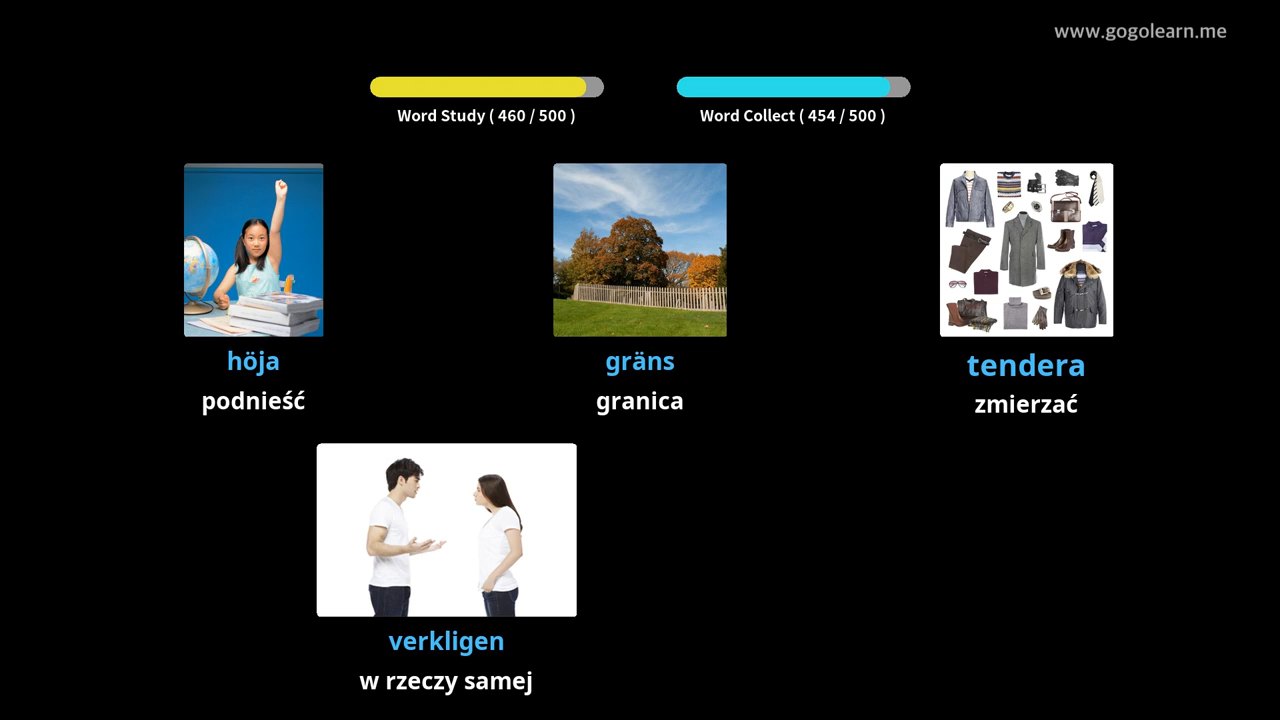 www.gogolearn.me
Word Study ( 460 / 500 )
Word Collect ( 454 / 500 )
höja
podnieść
gräns
granica
tendera
zmierzać
verkligen
w rzeczy samej